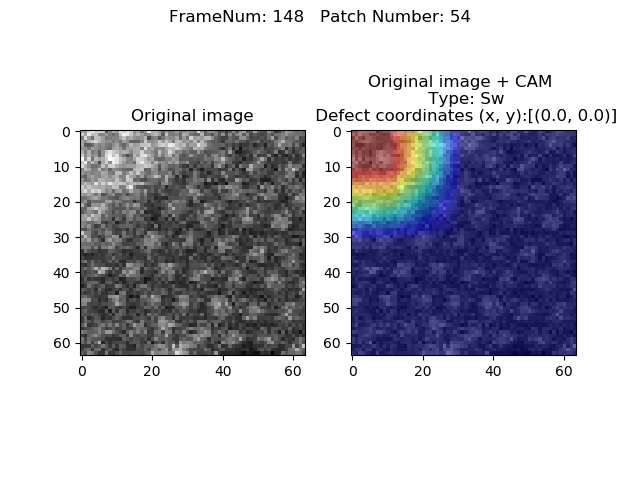 FrameNum: 148   Patch Number: 54
Original image
0
10
20
30
40
50
60
0 20 40 60
Original image + CAM
Type: Sw
Defect coordinates (x, y):[(0.0, 0.0)]
0
10
20
30
40
50
60
0 20 40 60